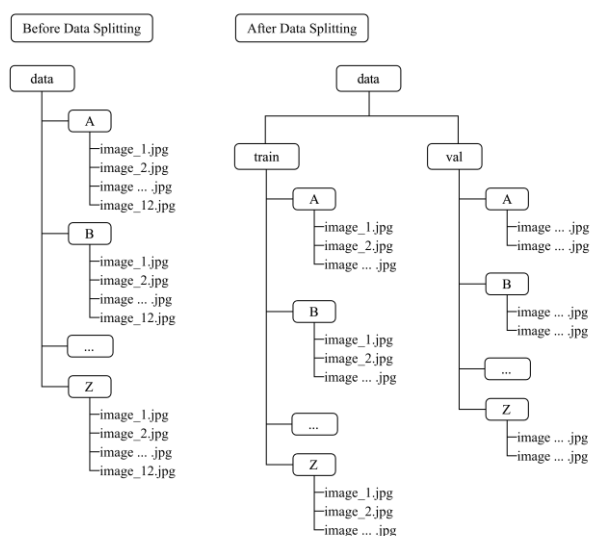 Before Data Splitting
data
A
image_1.jpg
image_2.jpg
image ... .jpg
image_12.jpg
B
image_1.jpg
image_2.jpg
image ... .jpg
image_12.jpg
...
Z
image_1.jpg
image_2.jpg
image ... .jpg
image_12.jpg
After Data Splitting
data
train
A
image_1.jpg
image_2.jpg
image ... .jpg
B
image_1.jpg
image_2.jpg
image ... .jpg
...
Z
image_1.jpg
image_2.jpg
image ... .jpg
val
A
image ... .jpg
image ... .jpg
B
image ... .jpg
image ... .jpg
...
Z
image ... .jpg
image ... .jpg